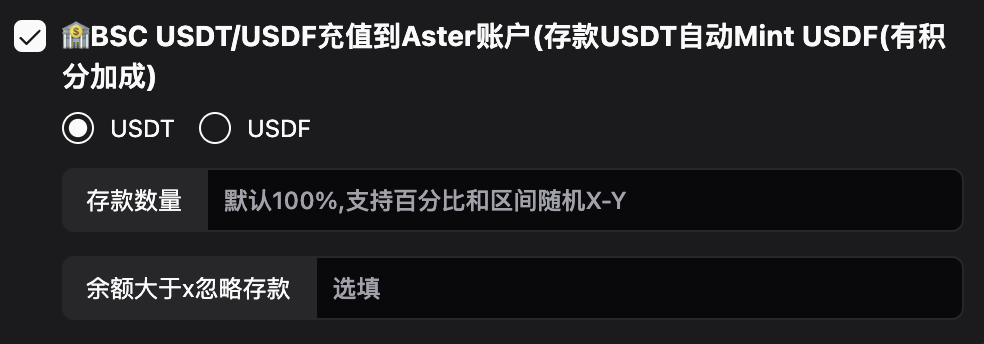 🏦BSC USDT/USDF充值到Aster账户(存款USDT自动Mint USDF(有积
分加成)
USDT USDF
存款数量 默认100%,支持百分比和区间随机X-Y
余额大于x忽略存款 选填